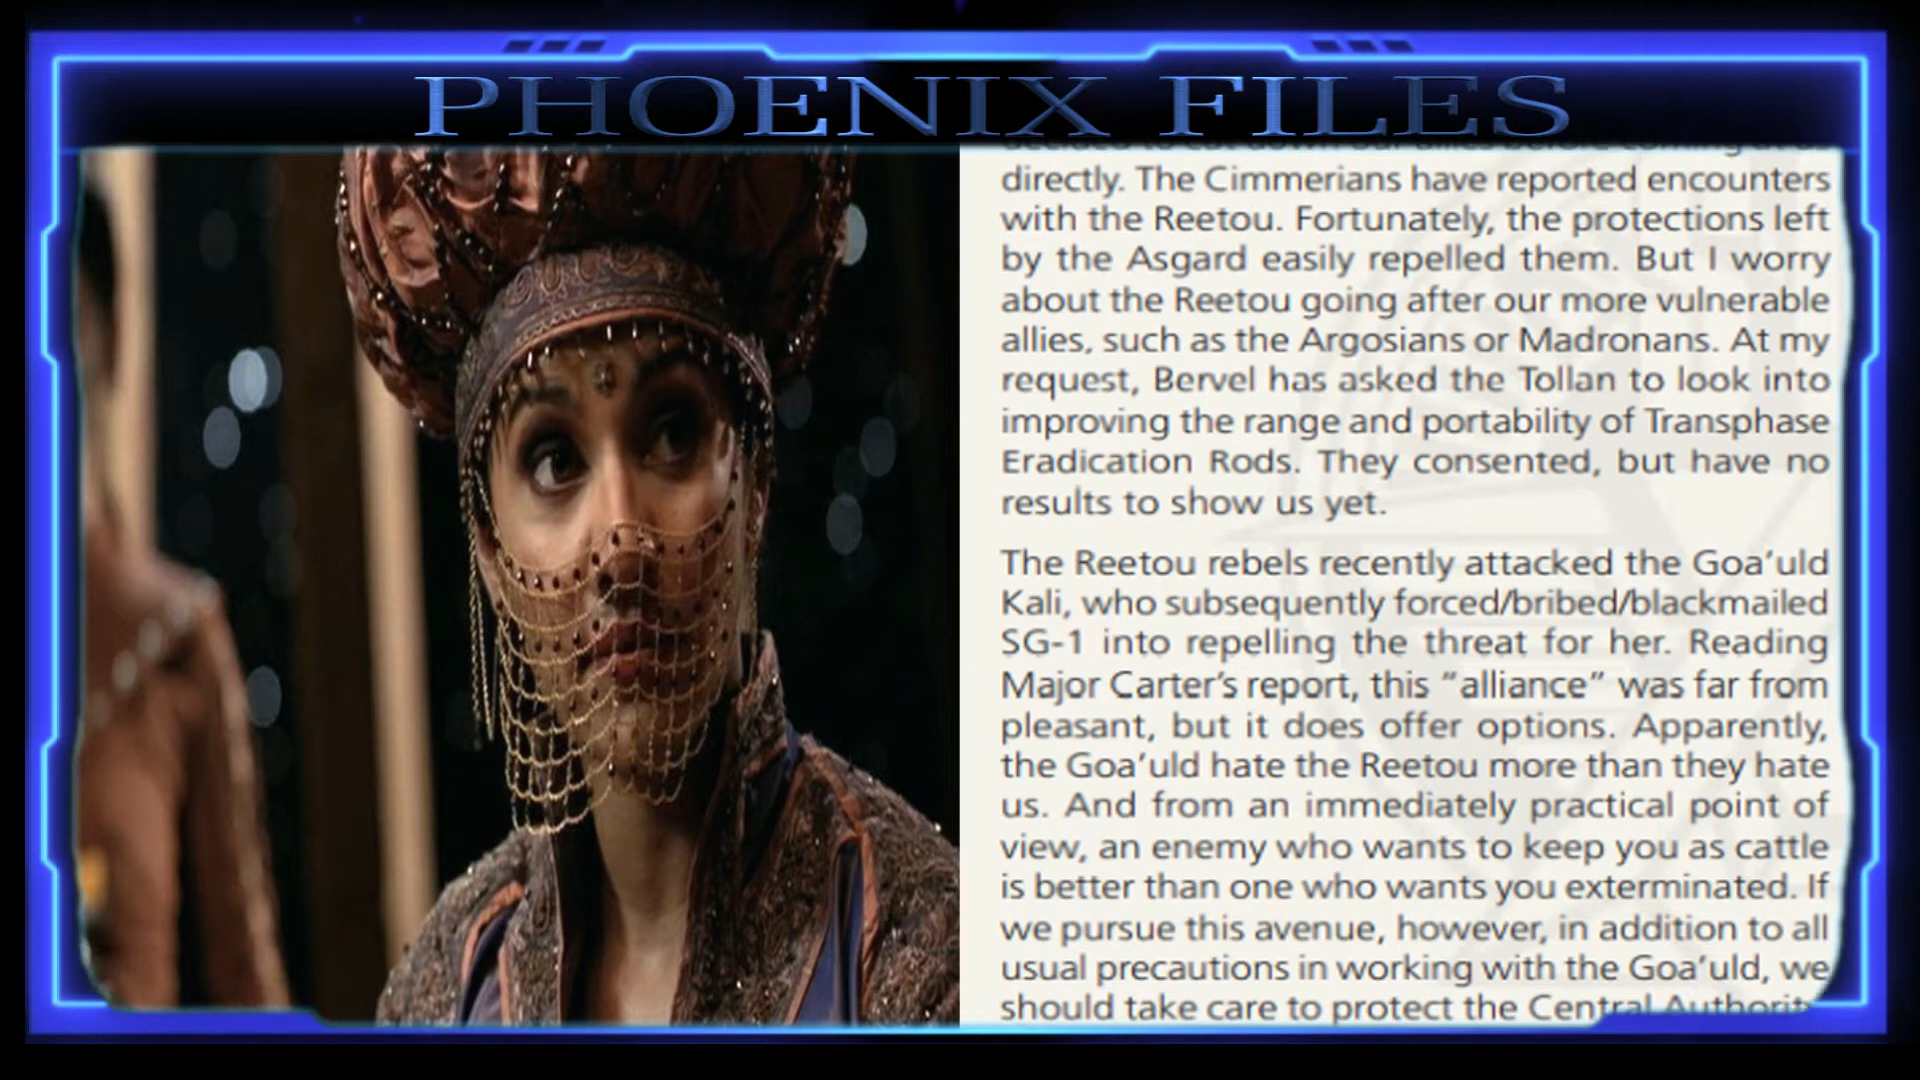 PHOENIX FILES
directly. The Cimmerians have reported encounters
with the Reetou. Fortunately, the protections left
by the Asgard easily repelled them. But I worry
about the Reetou going after our more vulnerable
allies, such as the Argosians or Madronans. At my
request, Bervel has asked the Tollan to look into
improving the range and portability of Transphase
Eradication Rods. They consented, but have no
results to show us yet.
The Reetou rebels recently attacked the Goa’uld
Kali, who subsequently forced/bribed/blackmailed
SG-1 into repelling the threat for her. Reading
Major Carter’s report, this “alliance” was far from
pleasant, but it does offer options. Apparently,
the Goa’uld hate the Reetou more than they hate
us. And from an immediately practical point of
view, an enemy who wants to keep you as cattle
is better than one who wants you exterminated. If
we pursue this avenue, however, in addition to all
usual precautions in working with the Goa’uld, we
should take care to protect the Central